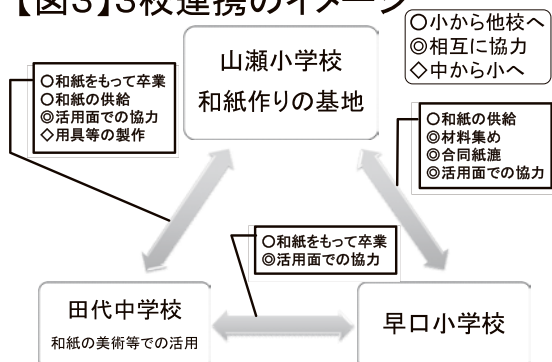 【図3】3校連携のイメージ
○小から他校へ
◎相互に協力
◇中から小へ
山瀬小学校
和紙作りの基地
○和紙をもって卒業
○和紙の供給
◎活用面での協力
◇用具等の製作
○和紙の供給
◎材料集め
◎合同紙漉
◎活用面での協力
○和紙をもって卒業
◎活用面での協力
田代中学校
和紙の美術等での活用
早口小学校